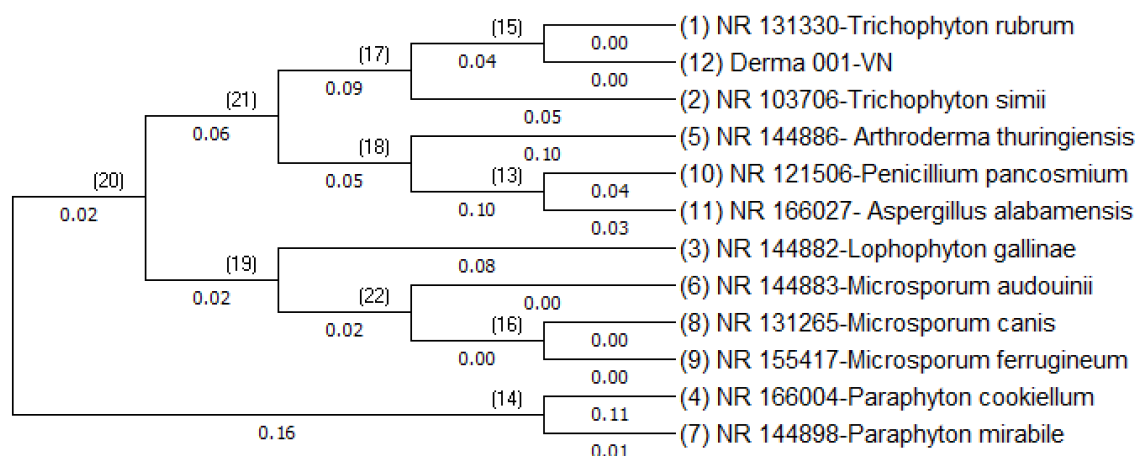 (15)
(1) NR 131330-Trichophyton rubrum
0.00
(17)
0.04
(12) Derma 001-VN
0.00
(21)
0.09
(2) NR 103706-Trichophyton simii
0.05
0.06
(18)
(5) NR 144886- Arthroderma thuringiensis
0.10
(20)
0.05
(13)
(10) NR 121506-Penicillium pancosmium
0.04
0.02
0.10
(11) NR 166027- Aspergillus alabamensis
0.03
(19)
(3) NR 144882-Lophophyton gallinae
0.08
0.02
(22)
(6) NR 144883-Microsporum audouinii
0.00
0.02
(16)
(8) NR 131265-Microsporum canis
0.00
0.00
(9) NR 155417-Microsporum ferrugineum
0.00
(14)
(4) NR 166004-Paraphyton cookiellum
0.11
0.16
(7) NR 144898-Paraphyton mirabile
0.01